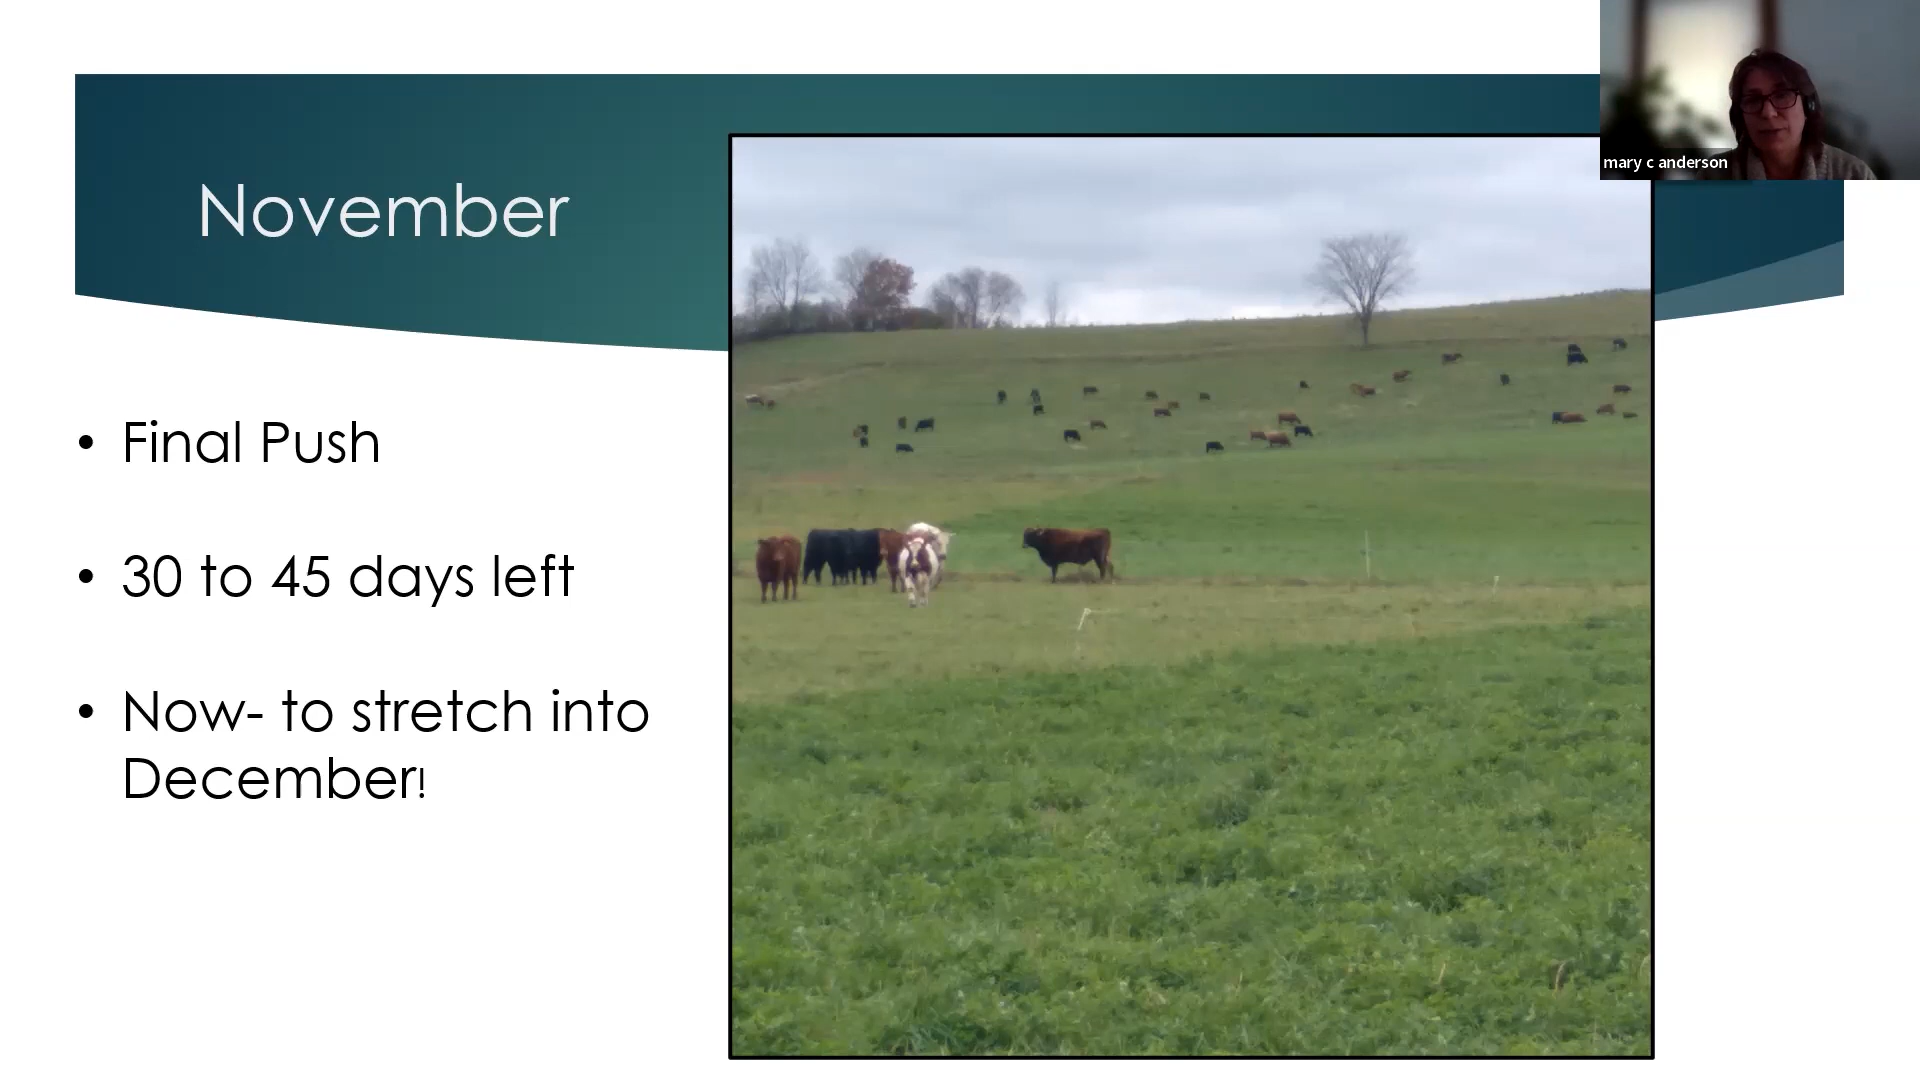 mary c anderson
November
• Final Push
• 30 to 45 days left
• Now- to stretch into
December!